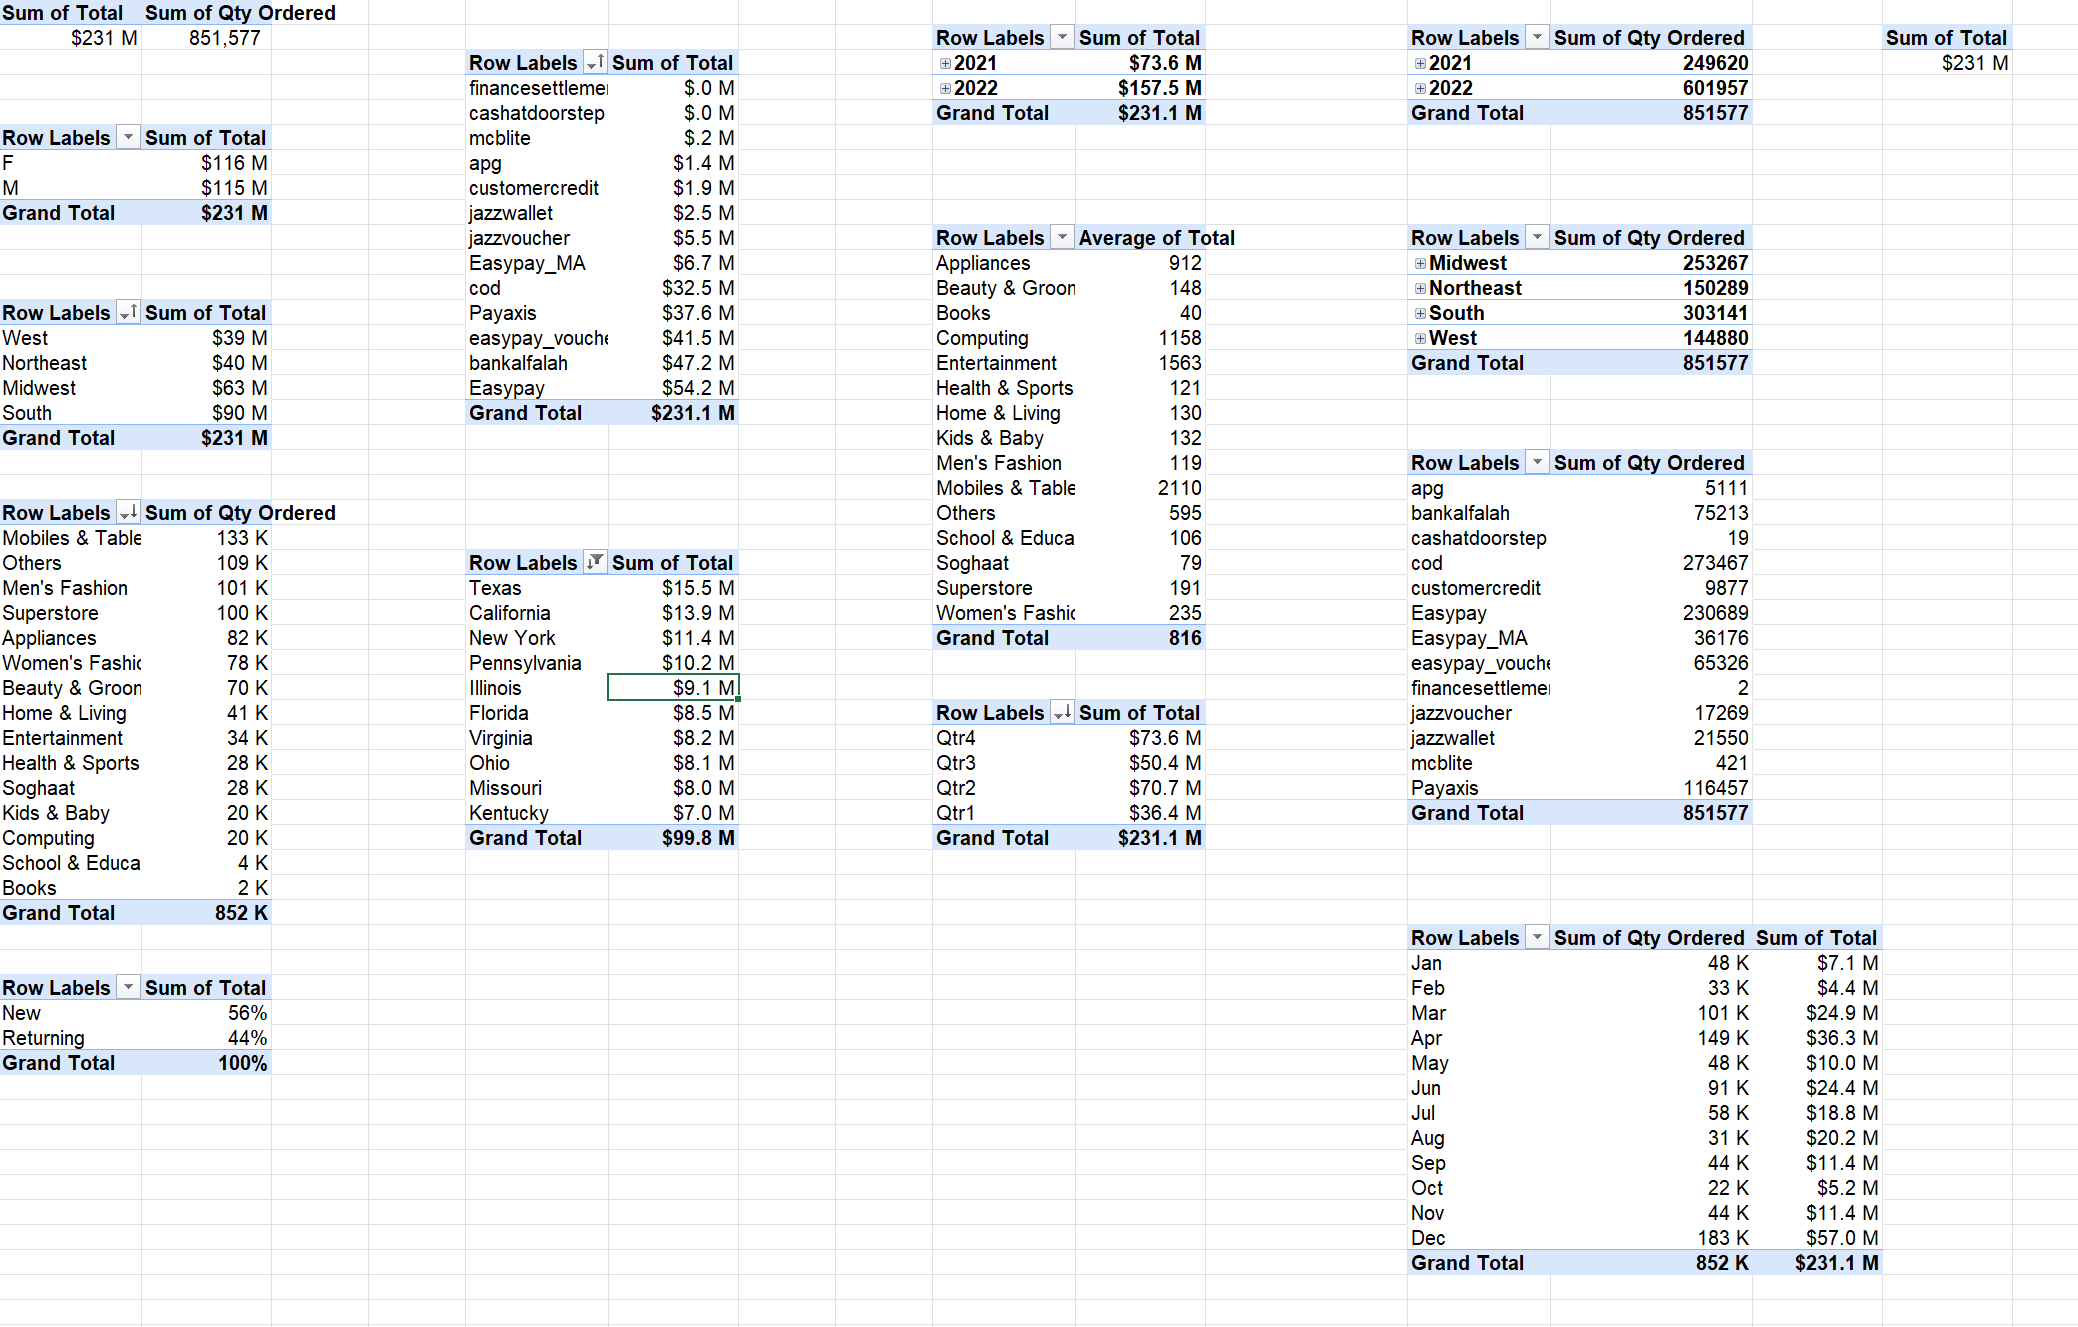 Sum of Total Sum of Qty Ordered
$231 M 851,577
Row Labels Sum of Total
F $116 M
M $115 M
Grand Total $231 M
Row Labels Sum of Total
West $39 M
Northeast $40 M
Midwest $63 M
South $90 M
Grand Total $231 M
Row Labels Sum of Qty Ordered
Mobiles & Table 133 K
Others 109 K
Men's Fashion 101 K
Superstore 100 K
Appliances 82 K
Women's Fashic 78 K
Beauty & Groon 70 K
Home & Living 41 K
Entertainment 34 K
Health & Sports 28 K
Soghaat 28 K
Kids & Baby 20 K
Computing 20 K
School & Educa 4 K
Books 2 K
Grand Total 852 K
Row Labels Sum of Total
New 56%
Returning 44%
Grand Total 100%
Row Labels Sum of Total
financesettlemei $.0 M
cashatdoorstep $.0 M
mcblite $.2 M
apg $1.4 M
customercredit $1.9 M
jazzwallet $2.5 M
jazzvoucher $5.5 M
Easypay_MA $6.7 M
cod $32.5 M
Payaxis $37.6 M
easypay_vouche $41.5 M
bankalfalah $47.2 M
Easypay $54.2 M
Grand Total $231.1 M
Row Labels Sum of Total
Texas $15.5 M
California $13.9 M
New York $11.4 M
Pennsylvania $10.2 M
Illinois $9.1 M
Florida $8.5 M
Virginia $8.2 M
Ohio $8.1 M
Missouri $8.0 M
Kentucky $7.0 M
Grand Total $99.8 M
Row Labels Sum of Total
2021 $73.6 M
2022 $157.5 M
Grand Total $231.1 M
Row Labels Average of Total
Appliances 912
Beauty & Groon 148
Books 40
Computing 1158
Entertainment 1563
Health & Sports 121
Home & Living 130
Kids & Baby 132
Men's Fashion 119
Mobiles & Table 2110
Others 595
School & Educa 106
Soghaat 79
Superstore 191
Women's Fashic 235
Grand Total 816
Row Labels Sum of Total
Qtr4 $73.6 M
Qtr3 $50.4 M
Qtr2 $70.7 M
Qtr1 $36.4 M
Grand Total $231.1 M
Row Labels Sum of Qty Ordered
2021 249620
2022 601957
Grand Total 851577
Row Labels Sum of Qty Ordered
Midwest 253267
Northeast 150289
South 303141
West 144880
Grand Total 851577
Row Labels Sum of Qty Ordered
apg 5111
bankalfalah 75213
cashatdoorstep 19
cod 273467
customercredit 9877
Easypay 230689
Easypay_MA 36176
easypay_vouche 65326
financesettlemei 2
jazzvoucher 17269
jazzwallet 21550
mcblite 421
Payaxis 116457
Grand Total 851577
Row Labels Sum of Qty Ordered Sum of Total
Jan 48 K $7.1 M
Feb 33 K $4.4 M
Mar 101 K $24.9 M
Apr 149 K $36.3 M
May 48 K $10.0 M
Jun 91 K $24.4 M
Jul 58 K $18.8 M
Aug 31 K $20.2 M
Sep 44 K $11.4 M
Oct 22 K $5.2 M
Nov 44 K $11.4 M
Dec 183 K $57.0 M
Grand Total 852 K $231.1 M
Sum of Total
$231 M